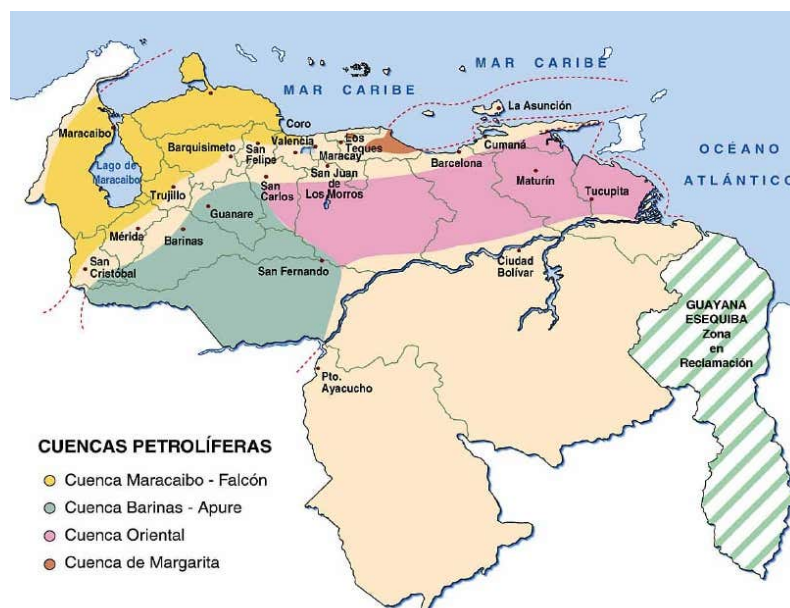 MAR CARIBE
MAR CARIBE
La Asunción
Coro
Maracaibo
Valencia
Los
Teques
Cumaná
OCÉANO
ATLÁNTICO
Barquisimeto
San
Felipe
Maracay
Barcelona
Lago de
Maracaibo
San Juan
de
Los Morros
Maturín
Trujillo
San
Carlos
Tucupita
Guanare
Mérida
Barinas
San
Cristóbal
San Fernando
Ciudad
Bolívar
GUAYANA
ESEQUIBA
Zona
en
Reclamación
Pto.
Ayacucho
CUENCAS PETROLÍFERAS
Cuenca Maracaibo - Falcón
Cuenca Barinas - Apure
Cuenca Oriental
Cuenca de Margarita